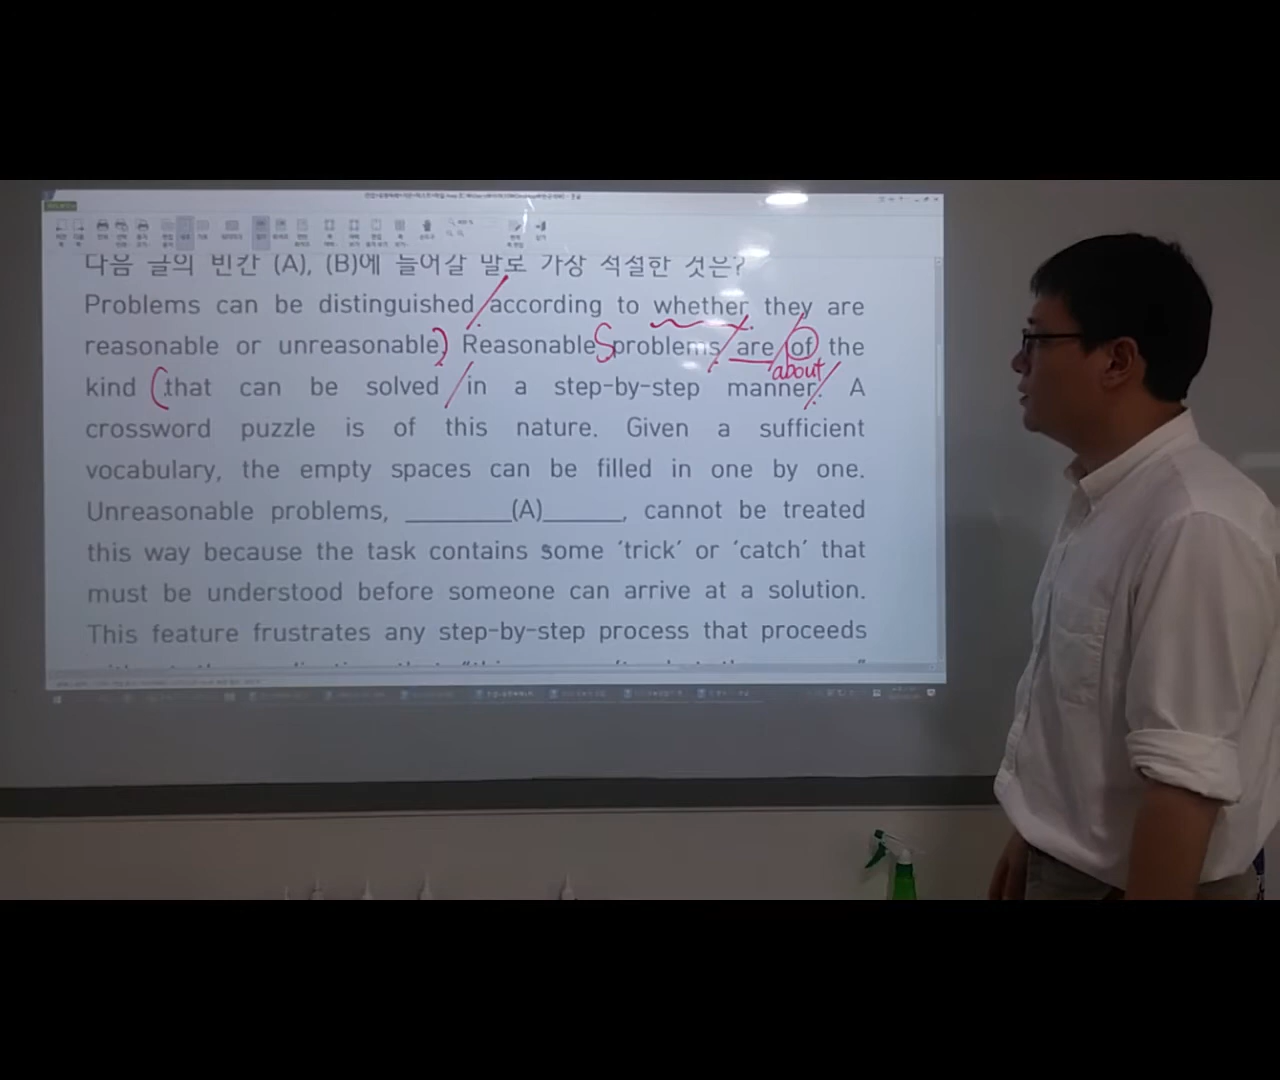 다음 글의 빈칸 (A), (B)에 들어갈 말로 가장 적절한 것은?
Problems can be distinguished according to whether they are
reasonable or unreasonable. Reasonable S problems are of the
about
kind that can be solved in a step-by-step manner. A
crossword puzzle is of this nature. Given a sufficient
vocabulary, the empty spaces can be filled in one by one.
Unreasonable problems, ________(A)______, cannot be treated
this way because the task contains some ‘trick’ or ‘catch’ that
must be understood before someone can arrive at a solution.
This feature frustrates any step-by-step process that proceeds